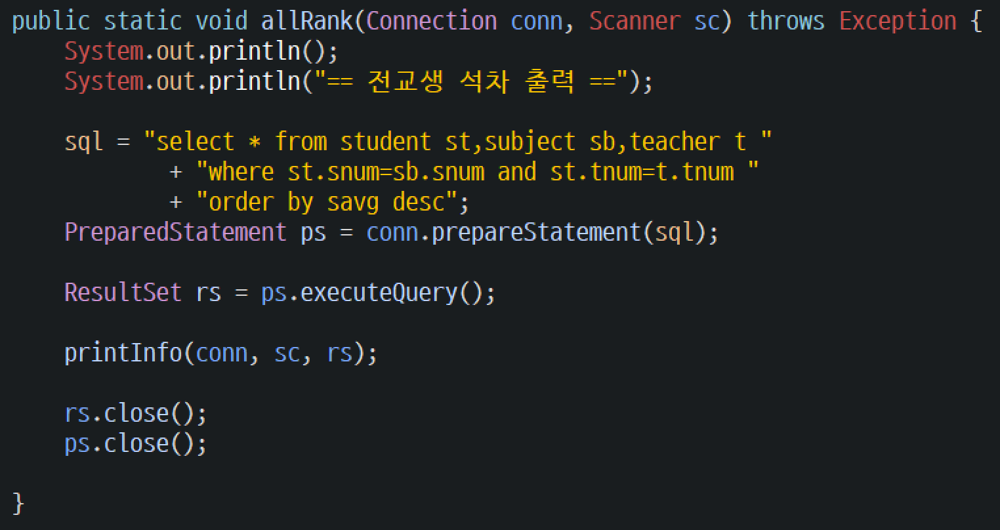 public static void allRank(Connection conn, Scanner sc) throws Exception {
    System.out.println();
    System.out.println("== 전교생 석차 출력 ==");

    sql = "select * from student st,subject sb,teacher t "
            + "where st.snum=sb.snum and st.tnum=t.tnum "
            + "order by savg desc";
    PreparedStatement ps = conn.prepareStatement(sql);

    ResultSet rs = ps.executeQuery();

    printInfo(conn, sc, rs);

    rs.close();
    ps.close();

}